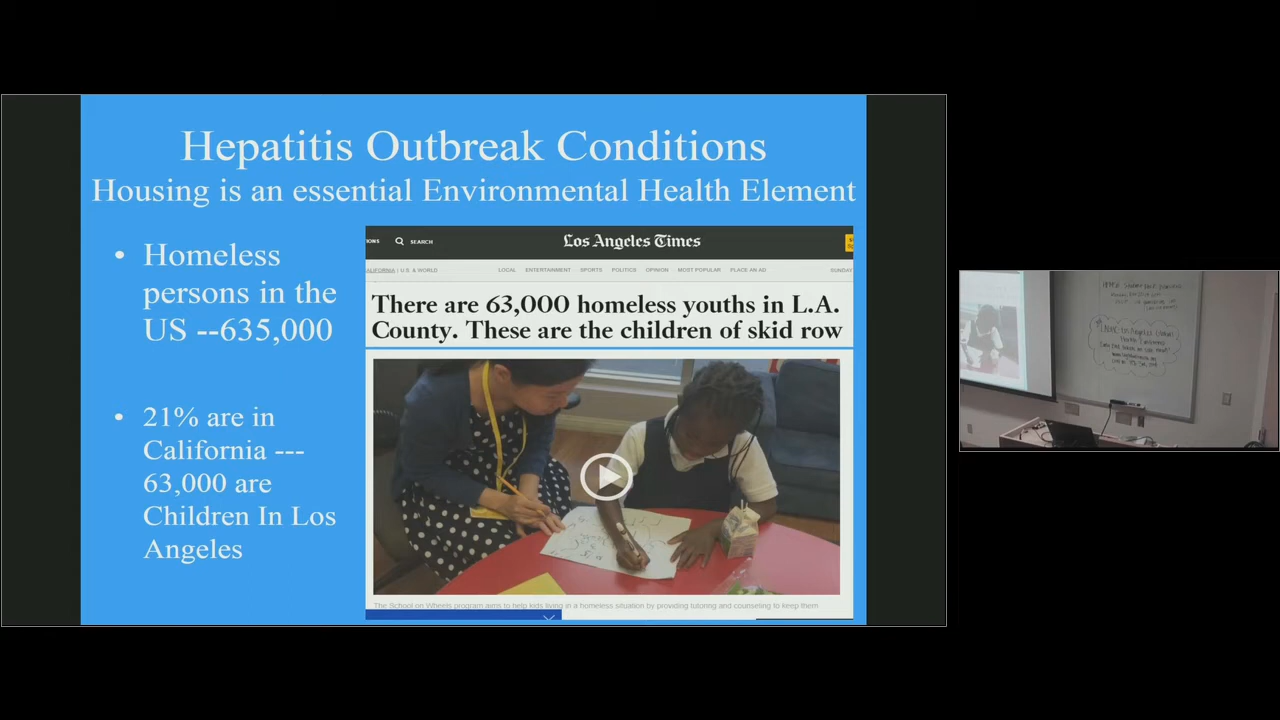 Hepatitis Outbreak Conditions
Housing is an essential Environmental Health Element
• Homeless
persons in the
US --635,000
• 21% are in
California ---
63,000 are
Children In Los
Angeles
IONS SEARCH Los Angeles Times
ALIFORNIA / U.S. & WORLD LOCAL ENTERTAINMENT SPORTS POLITICS OPINION MOST POPULAR PLACE AN AD SUNDAY
There are 63,000 homeless youths in L.A.
County. These are the children of skid row
The School on Wheels program aims to help kids living in a homeless situation by providing tutoring and counseling to keep them